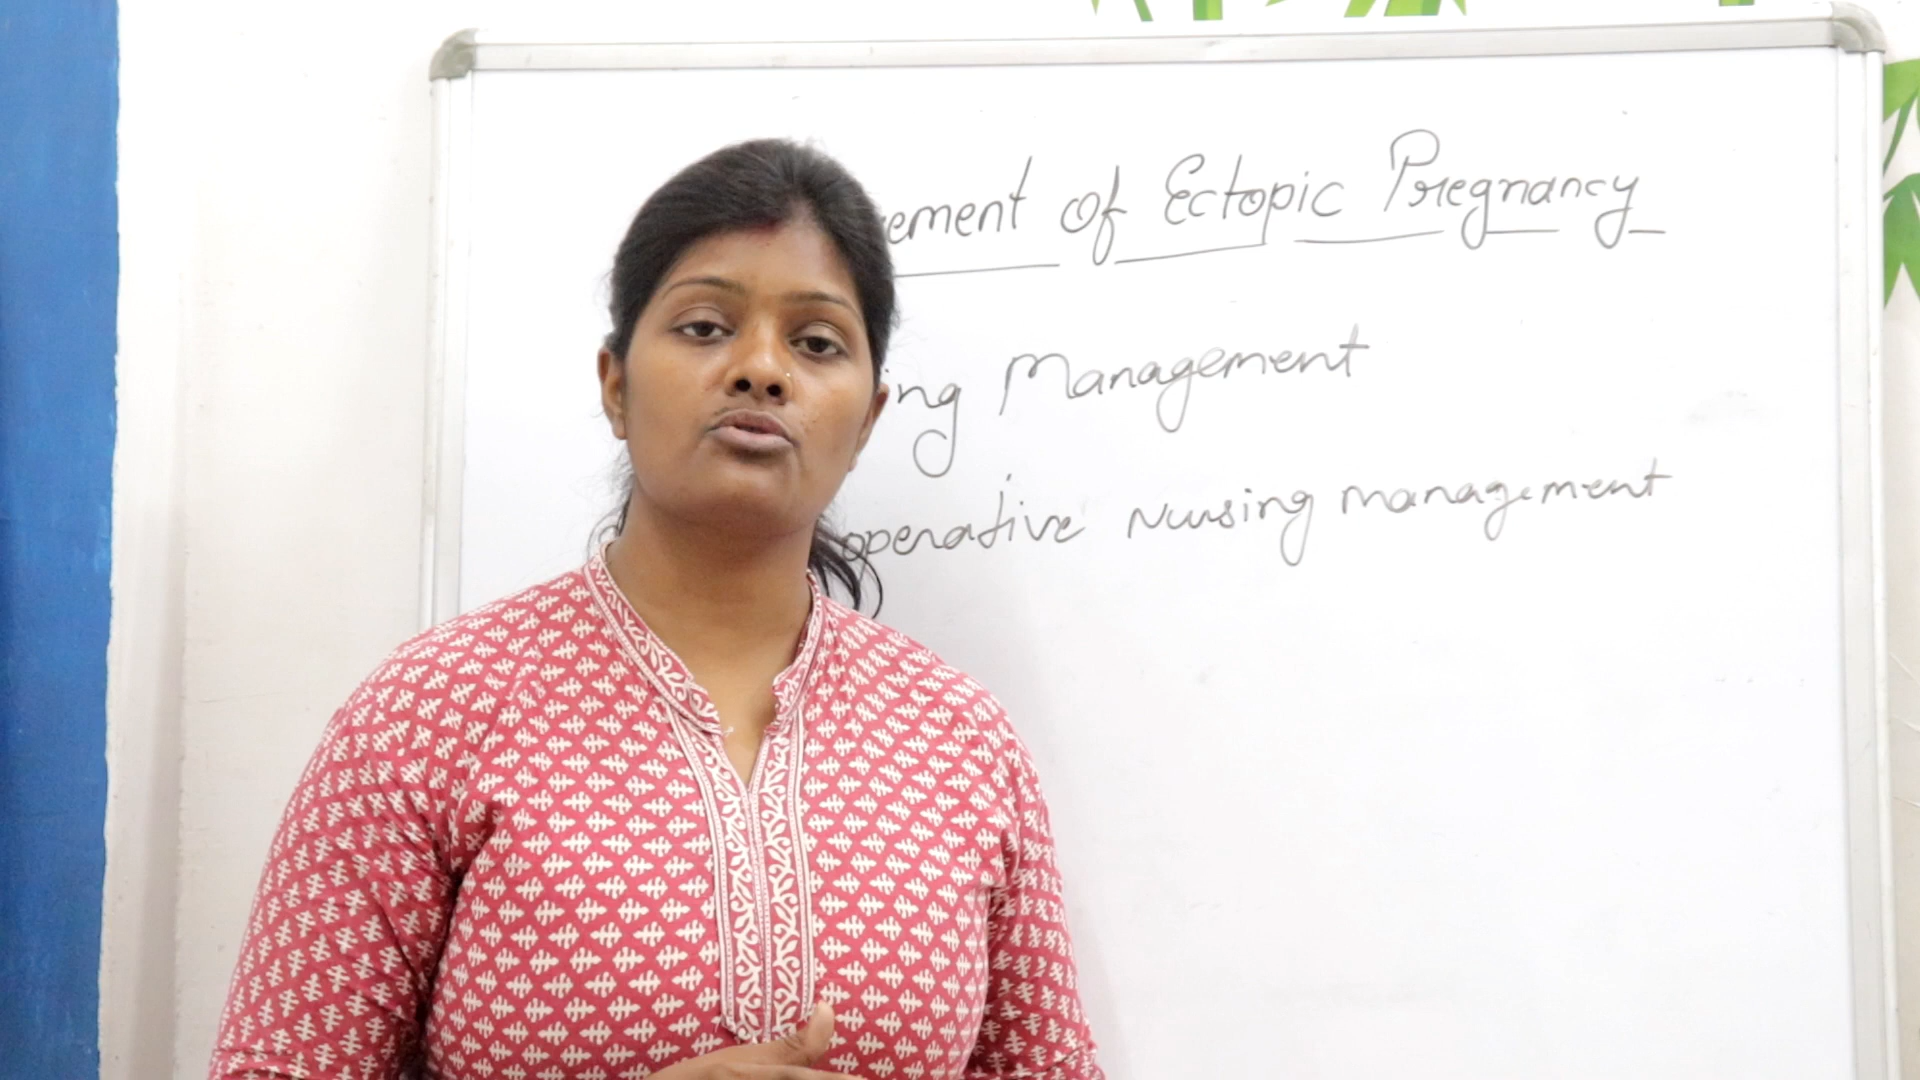 ement of Ectopic Pregnancy
ing Management
operative Nursing management